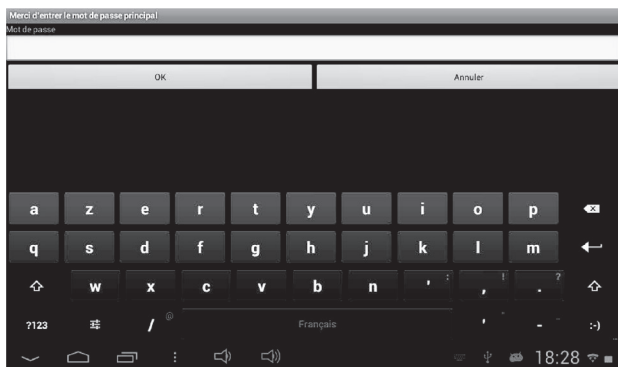 Merci d'entrer le mot de passe principal
Mot de passe
OK Annuler
a z e r t y u i o p
q s d f g h j k l m
w x c v b n ' : , ! . ?
?123 / @ Français ' - :-)
18:28